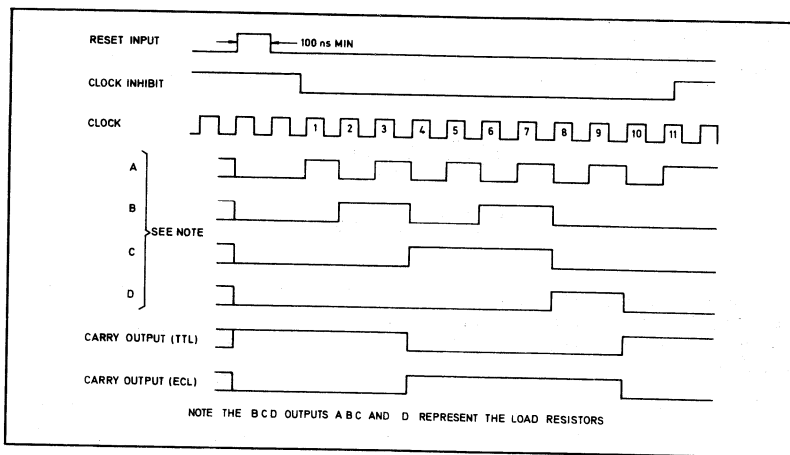 RESET INPUT
100 ns MIN
CLOCK INHIBIT
CLOCK
1 2 3 4 5 6 7 8 9 10 11
A
B
SEE NOTE
C
D
CARRY OUTPUT (TTL)
CARRY OUTPUT (ECL)
NOTE THE BCD OUTPUTS A B C AND D REPRESENT THE LOAD RESISTORS